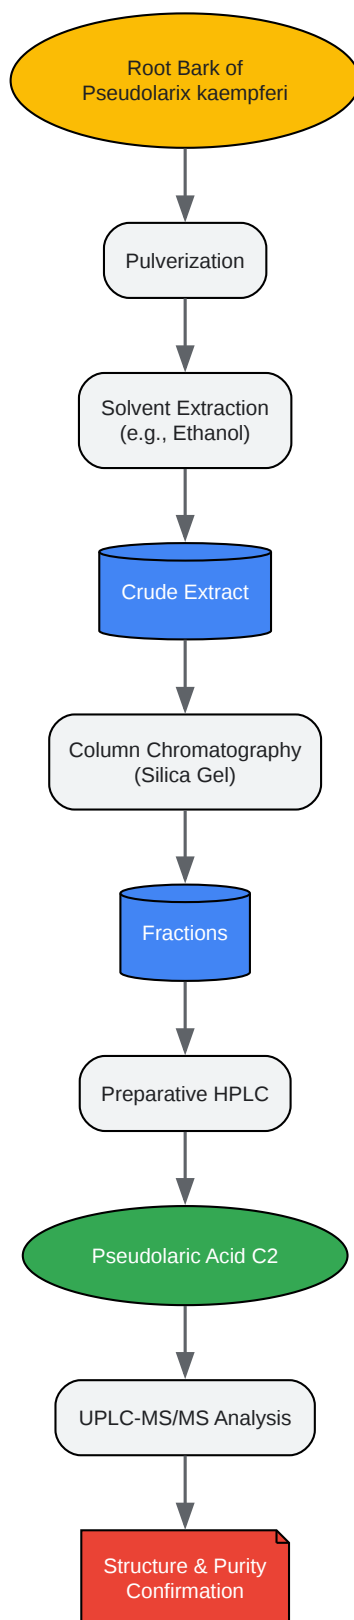 Root Bark of
Pseudolarix kaempferi
Pulverization
Solvent Extraction
(e.g., Ethanol)
Crude Extract
Column Chromatography
(Silica Gel)
Fractions
Preparative HPLC
Pseudolaric Acid C2
UPLC-MS/MS Analysis
Structure & Purity
Confirmation